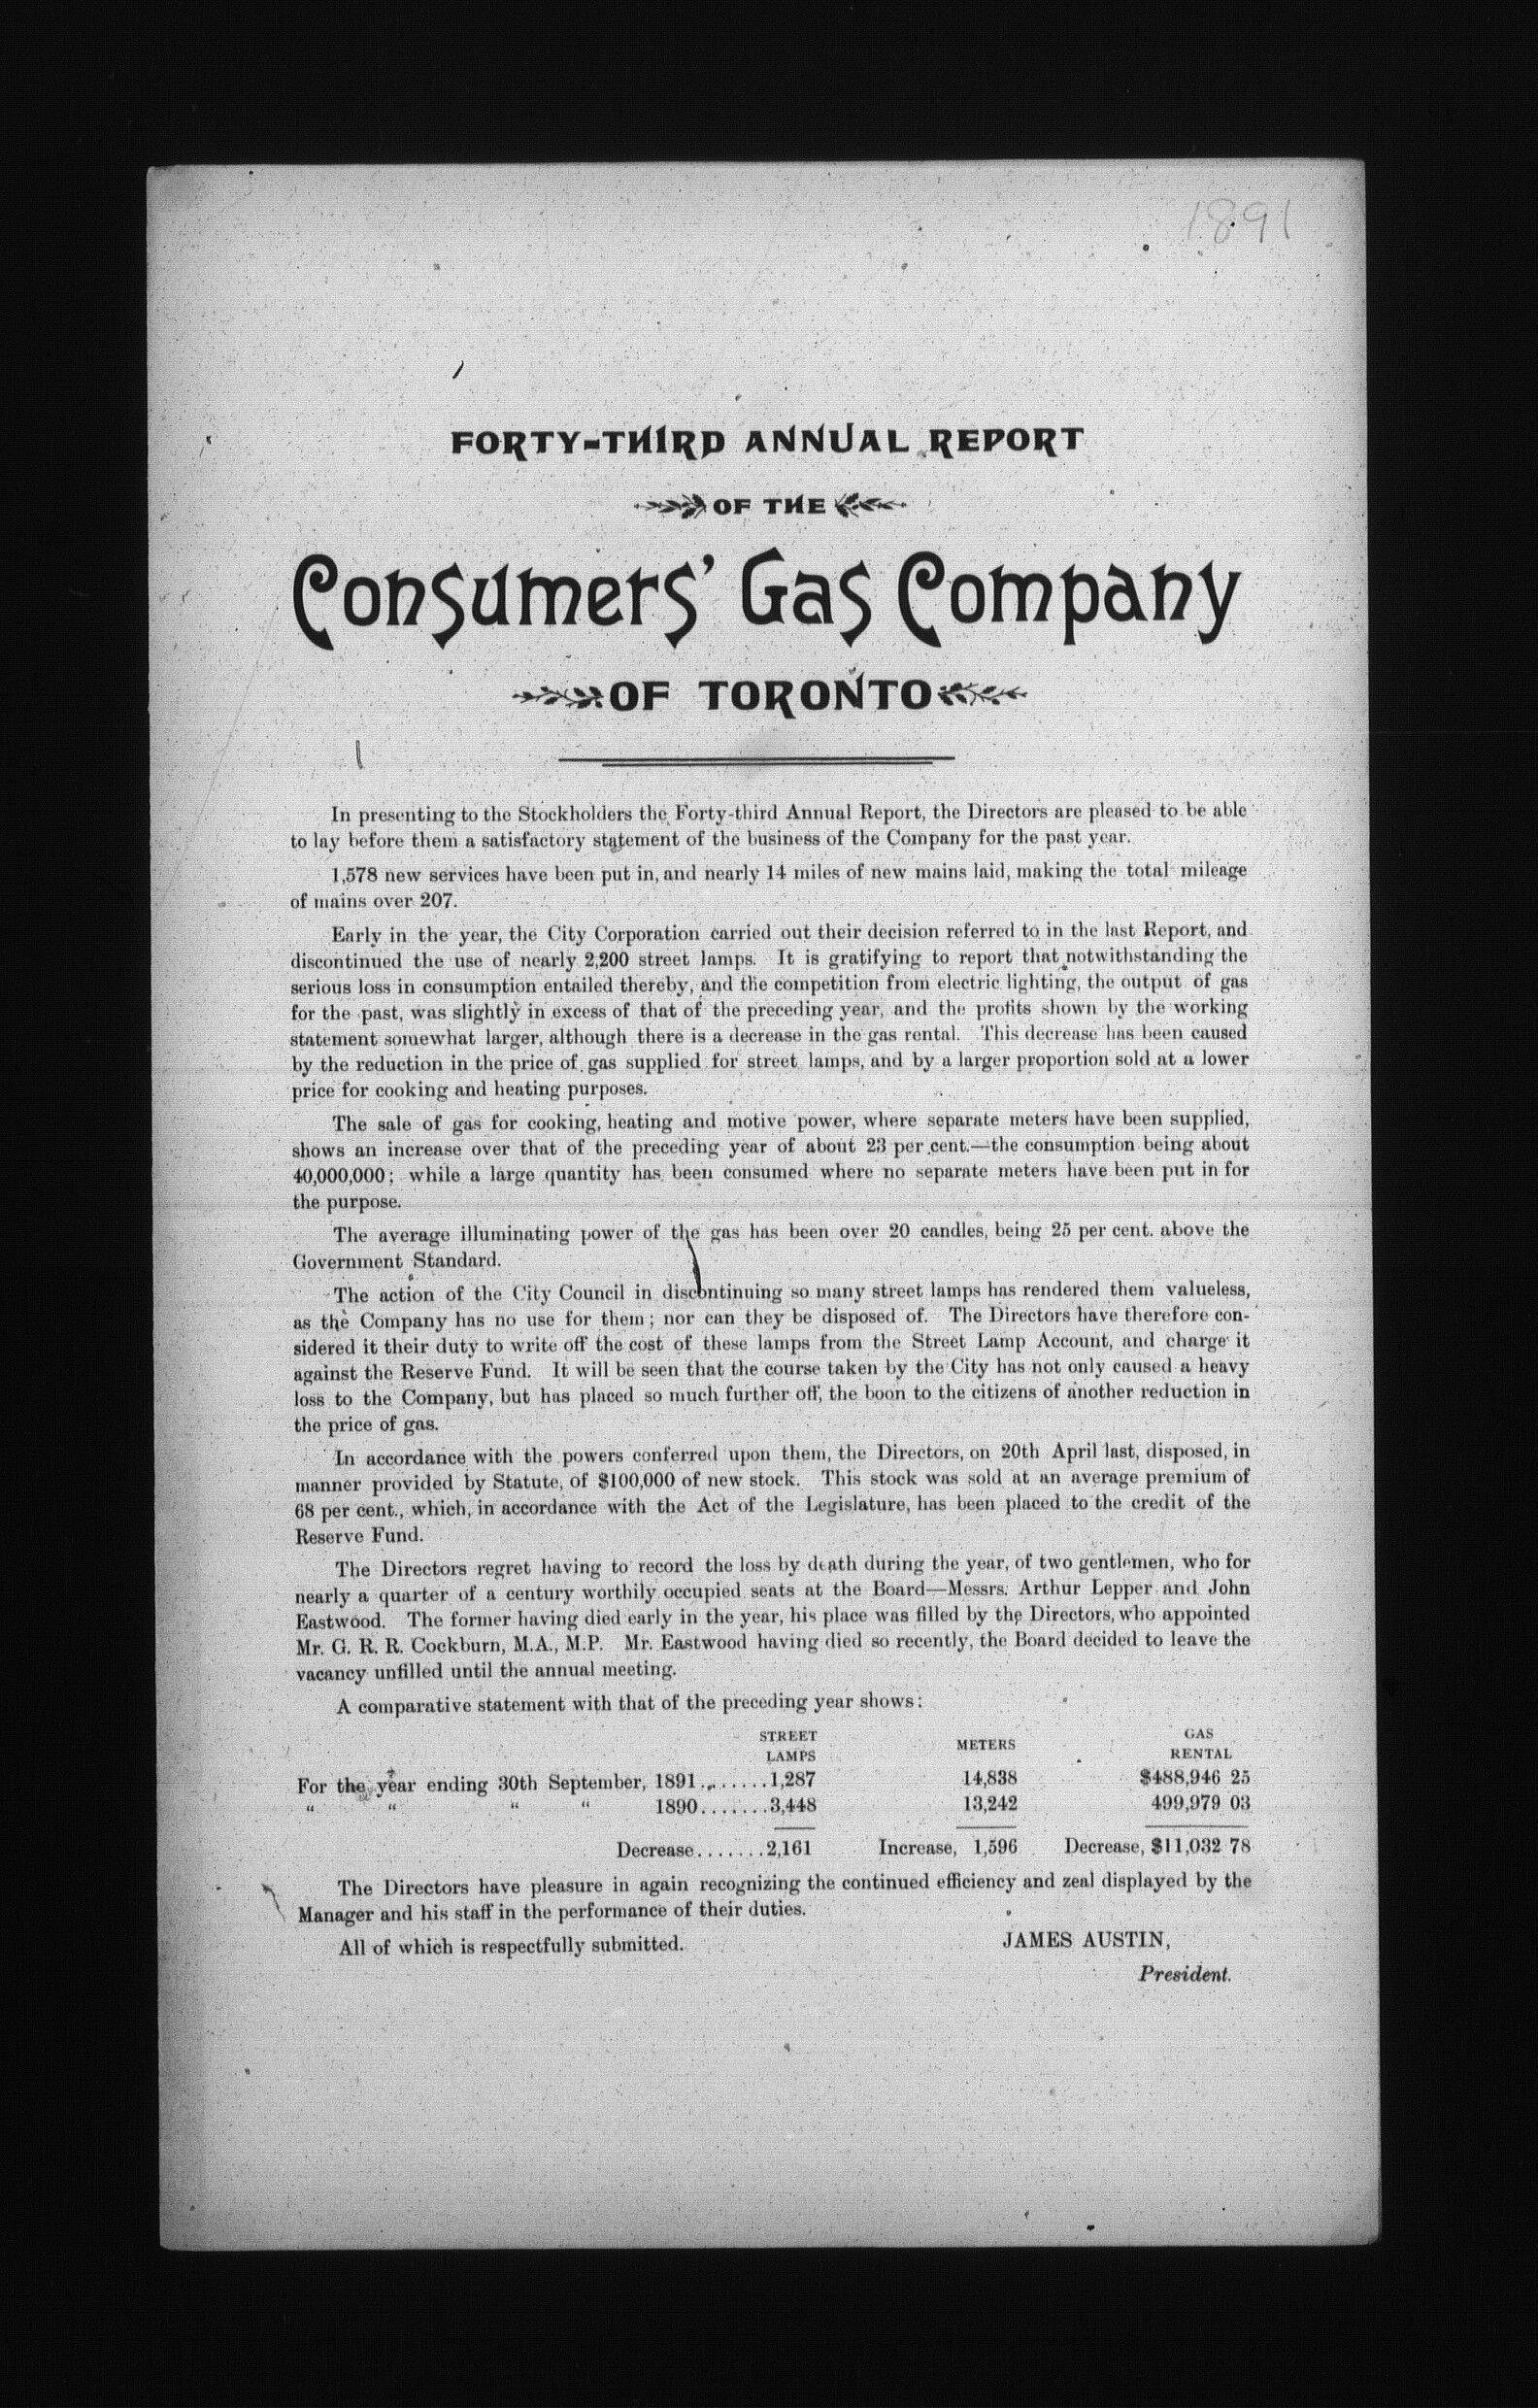 1891
FORTY-THIRD ANNUAL REPORT
OF THE
Consumers' Gas Company
OF TORONTO
In presenting to the Stockholders the Forty-third Annual Report, the Directors are pleased to be able
to lay before them a satisfactory statement of the business of the Company for the past year.
1,578 new services have been put in, and nearly 14 miles of new mains laid, making the total mileage
of mains over 207.
Early in the year, the City Corporation carried out their decision referred to in the last Report, and
discontinued the use of nearly 2,200 street lamps. It is gratifying to report that notwithstanding the
serious loss in consumption entailed thereby, and the competition from electric lighting, the output of gas
for the past, was slightly in excess of that of the preceding year, and the profits shown by the working
statement somewhat larger, although there is a decrease in the gas rental. This decrease has been caused
by the reduction in the price of gas supplied for street lamps, and by a larger proportion sold at a lower
price for cooking and heating purposes.
The sale of gas for cooking, heating and motive power, where separate meters have been supplied,
shows an increase over that of the preceding year of about 23 per cent.—the consumption being about
40,000,000; while a large quantity has been consumed where no separate meters have been put in for
the purpose.
The average illuminating power of the gas has been over 20 candles, being 25 per cent. above the
Government Standard.
The action of the City Council in discontinuing so many street lamps has rendered them valueless,
as the Company has no use for them; nor can they be disposed of. The Directors have therefore con-
sidered it their duty to write off the cost of these lamps from the Street Lamp Account, and charge it
against the Reserve Fund. It will be seen that the course taken by the City has not only caused a heavy
loss to the Company, but has placed so much further off, the boon to the citizens of another reduction in
the price of gas.
In accordance with the powers conferred upon them, the Directors, on 20th April last, disposed, in
manner provided by Statute, of $100,000 of new stock. This stock was sold at an average premium of
68 per cent., which, in accordance with the Act of the Legislature, has been placed to the credit of the
Reserve Fund.
The Directors regret having to record the loss by death during the year, of two gentlemen, who for
nearly a quarter of a century worthily occupied seats at the Board—Messrs. Arthur Lepper and John
Eastwood. The former having died early in the year, his place was filled by the Directors, who appointed
Mr. G. R. R. Cockburn, M.A., M.P. Mr. Eastwood having died so recently, the Board decided to leave the
vacancy unfilled until the annual meeting.
A comparative statement with that of the preceding year shows:
STREET LAMPS METERS GAS RENTAL
For the year ending 30th September, 1891........1,287 14,838 $488,946 25
" " " " 1890.......3,448 13,242 499,979 03
Decrease.......2,161 Increase, 1,596 Decrease, $11,032 78
The Directors have pleasure in again recognizing the continued efficiency and zeal displayed by the
Manager and his staff in the performance of their duties.
All of which is respectfully submitted. JAMES AUSTIN,
President.